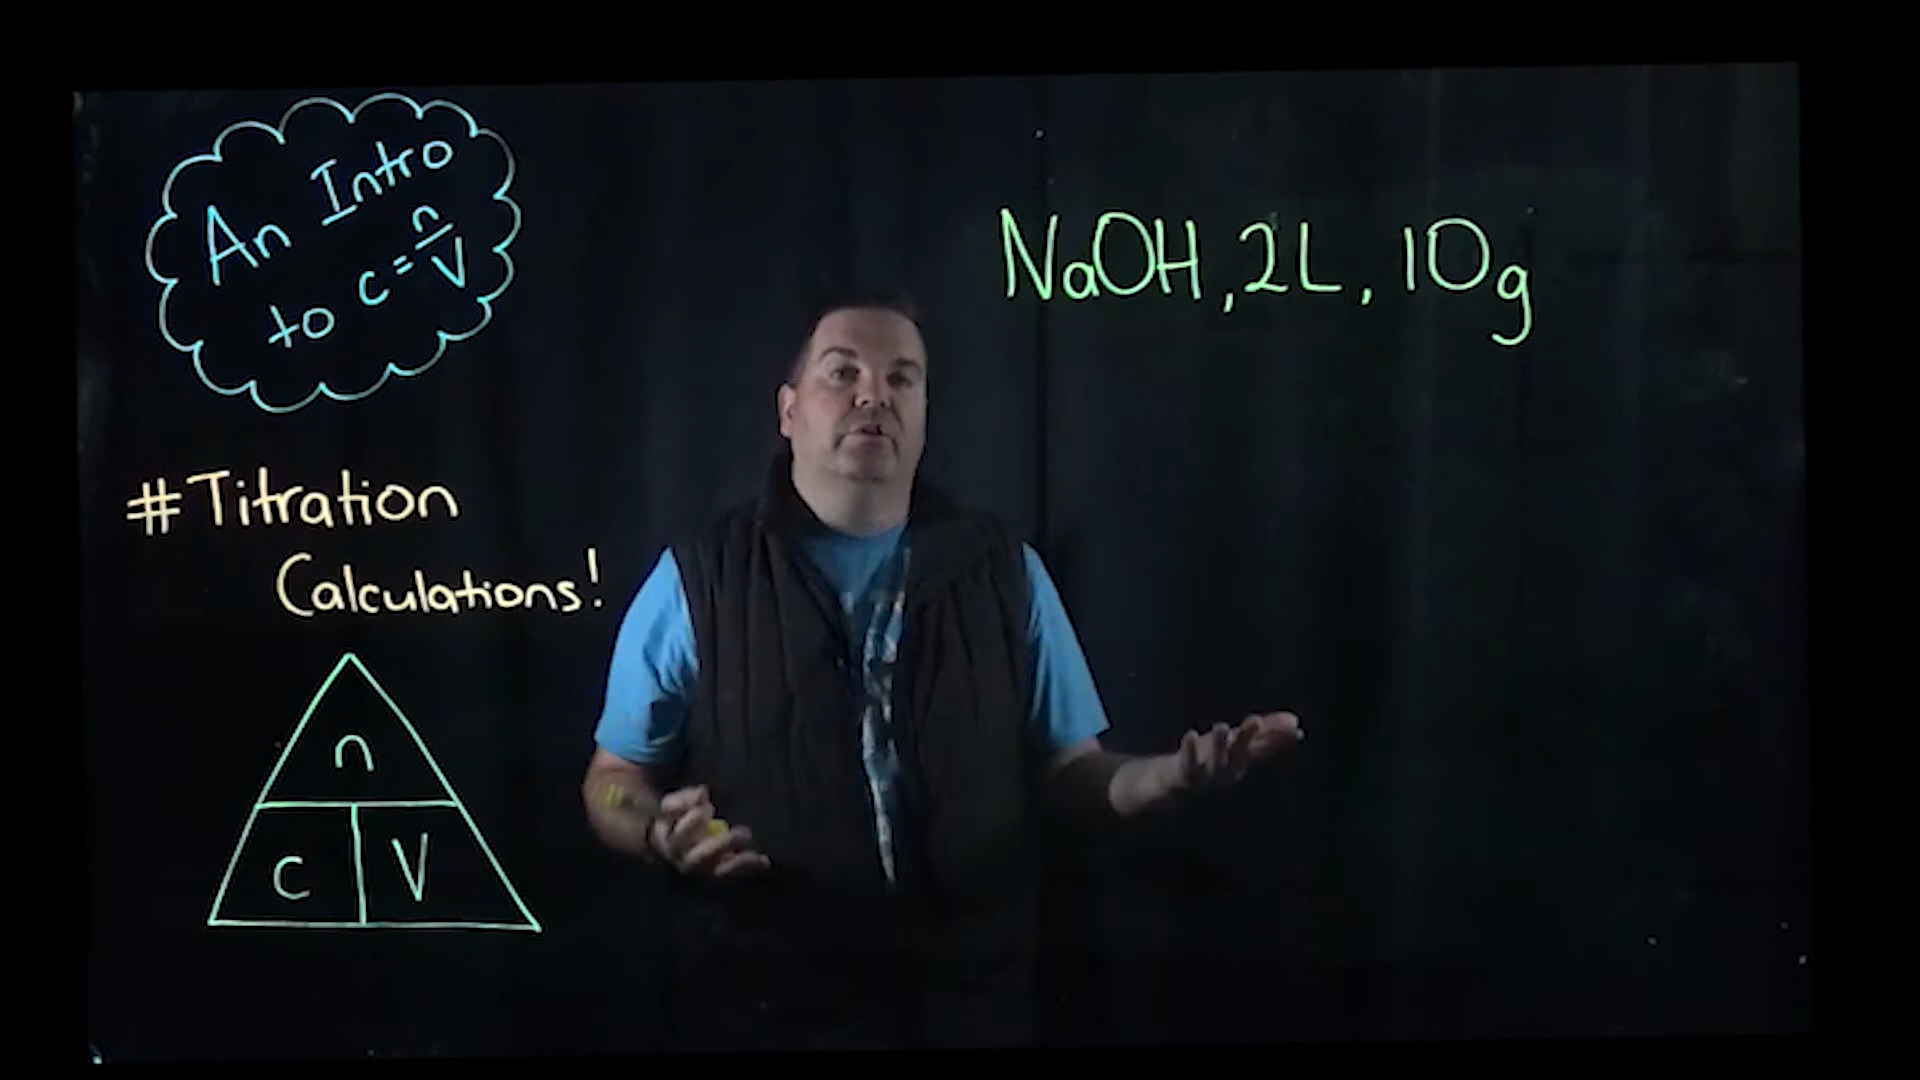 An Intro
to c = n/V
#Titration
Calculations!
n
c V
NaOH, 2L, 10g